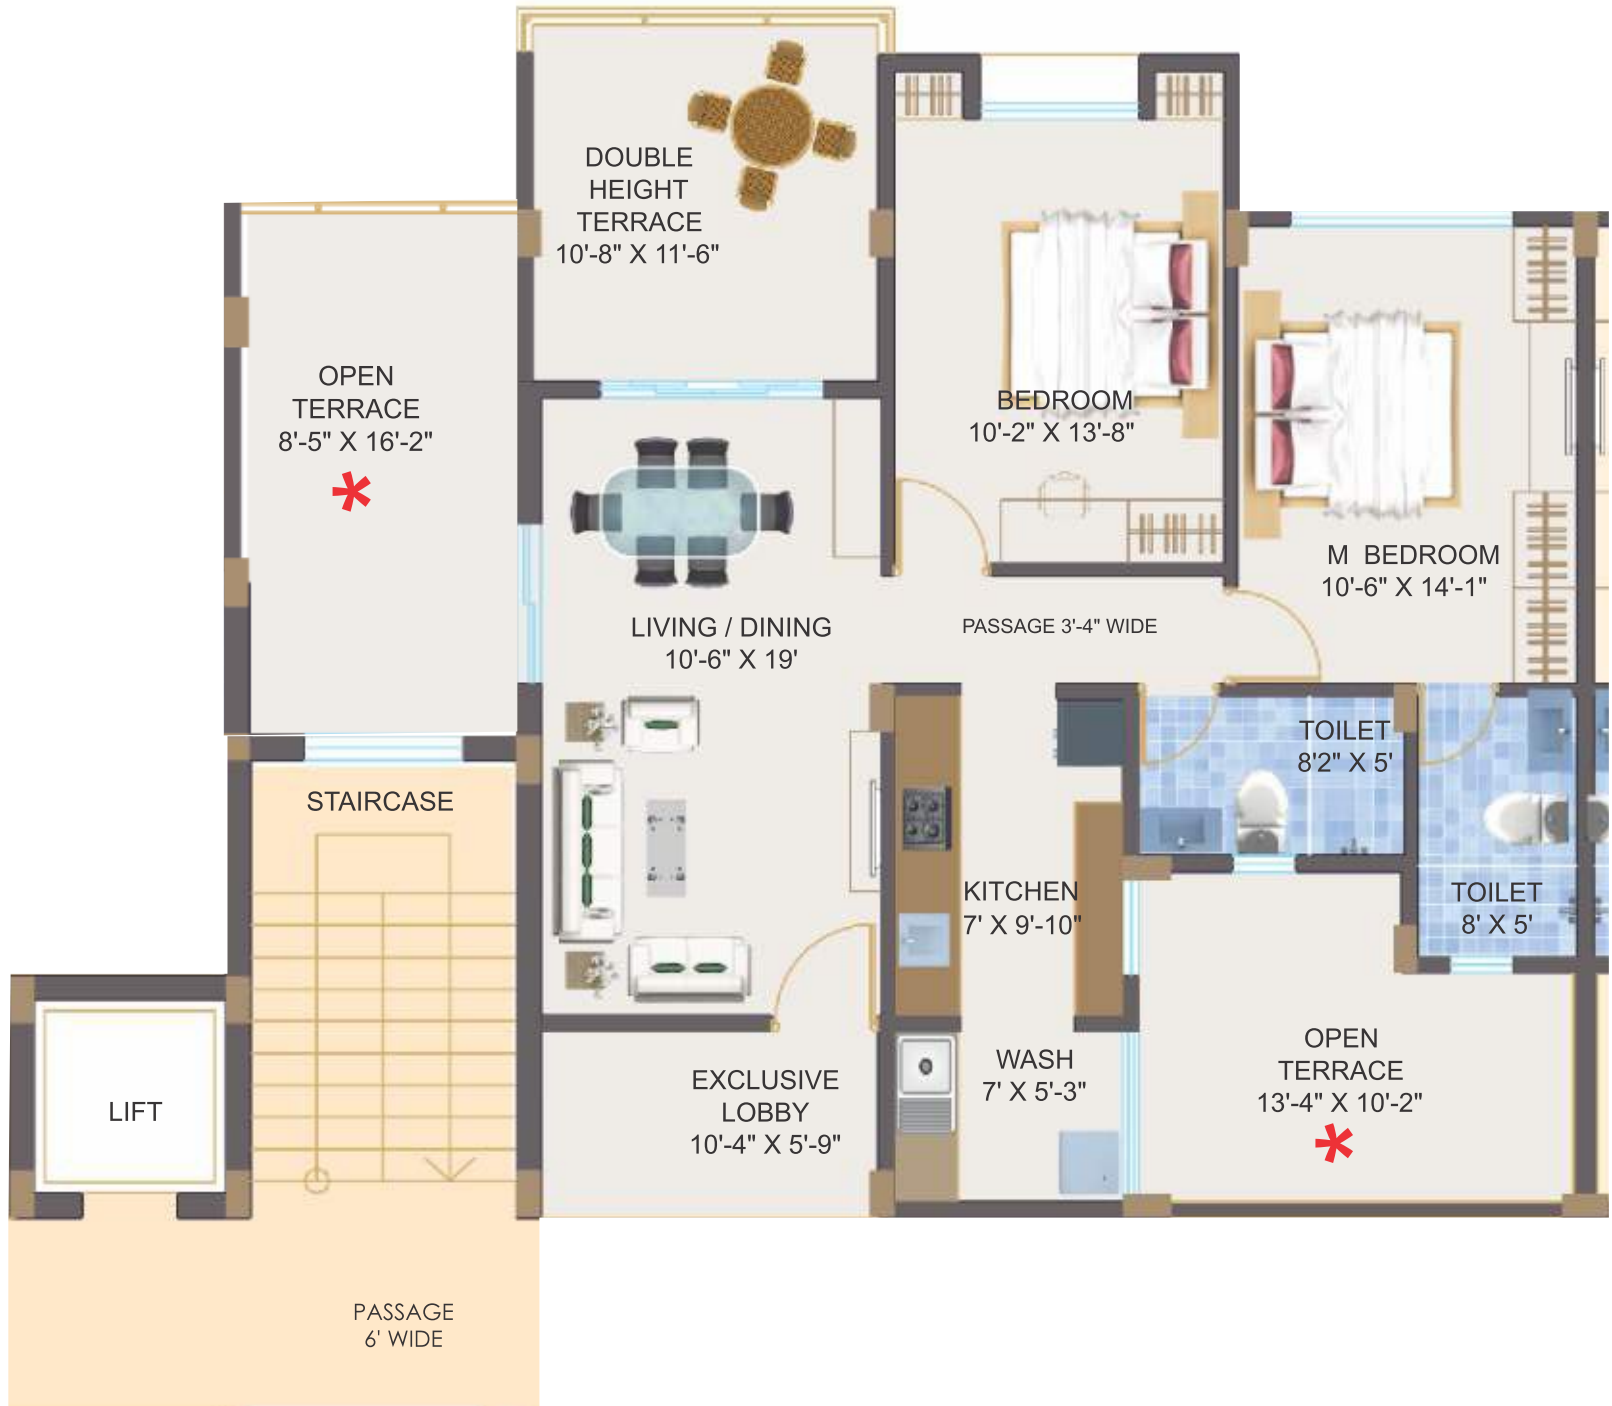 DOUBLE
HEIGHT
TERRACE
10'-8" X 11'-6"
OPEN
TERRACE
8'-5" X 16'-2"
*
BEDROOM
10'-2" X 13'-8"
M BEDROOM
10'-6" X 14'-1"
LIVING / DINING
10'-6" X 19'
PASSAGE 3'-4" WIDE
TOILET
8'2" X 5'
STAIRCASE
KITCHEN
7' X 9'-10"
TOILET
8' X 5'
OPEN
TERRACE
13'-4" X 10'-2"
*
WASH
7' X 5'-3"
EXCLUSIVE
LOBBY
10'-4" X 5'-9"
LIFT
PASSAGE
6' WIDE